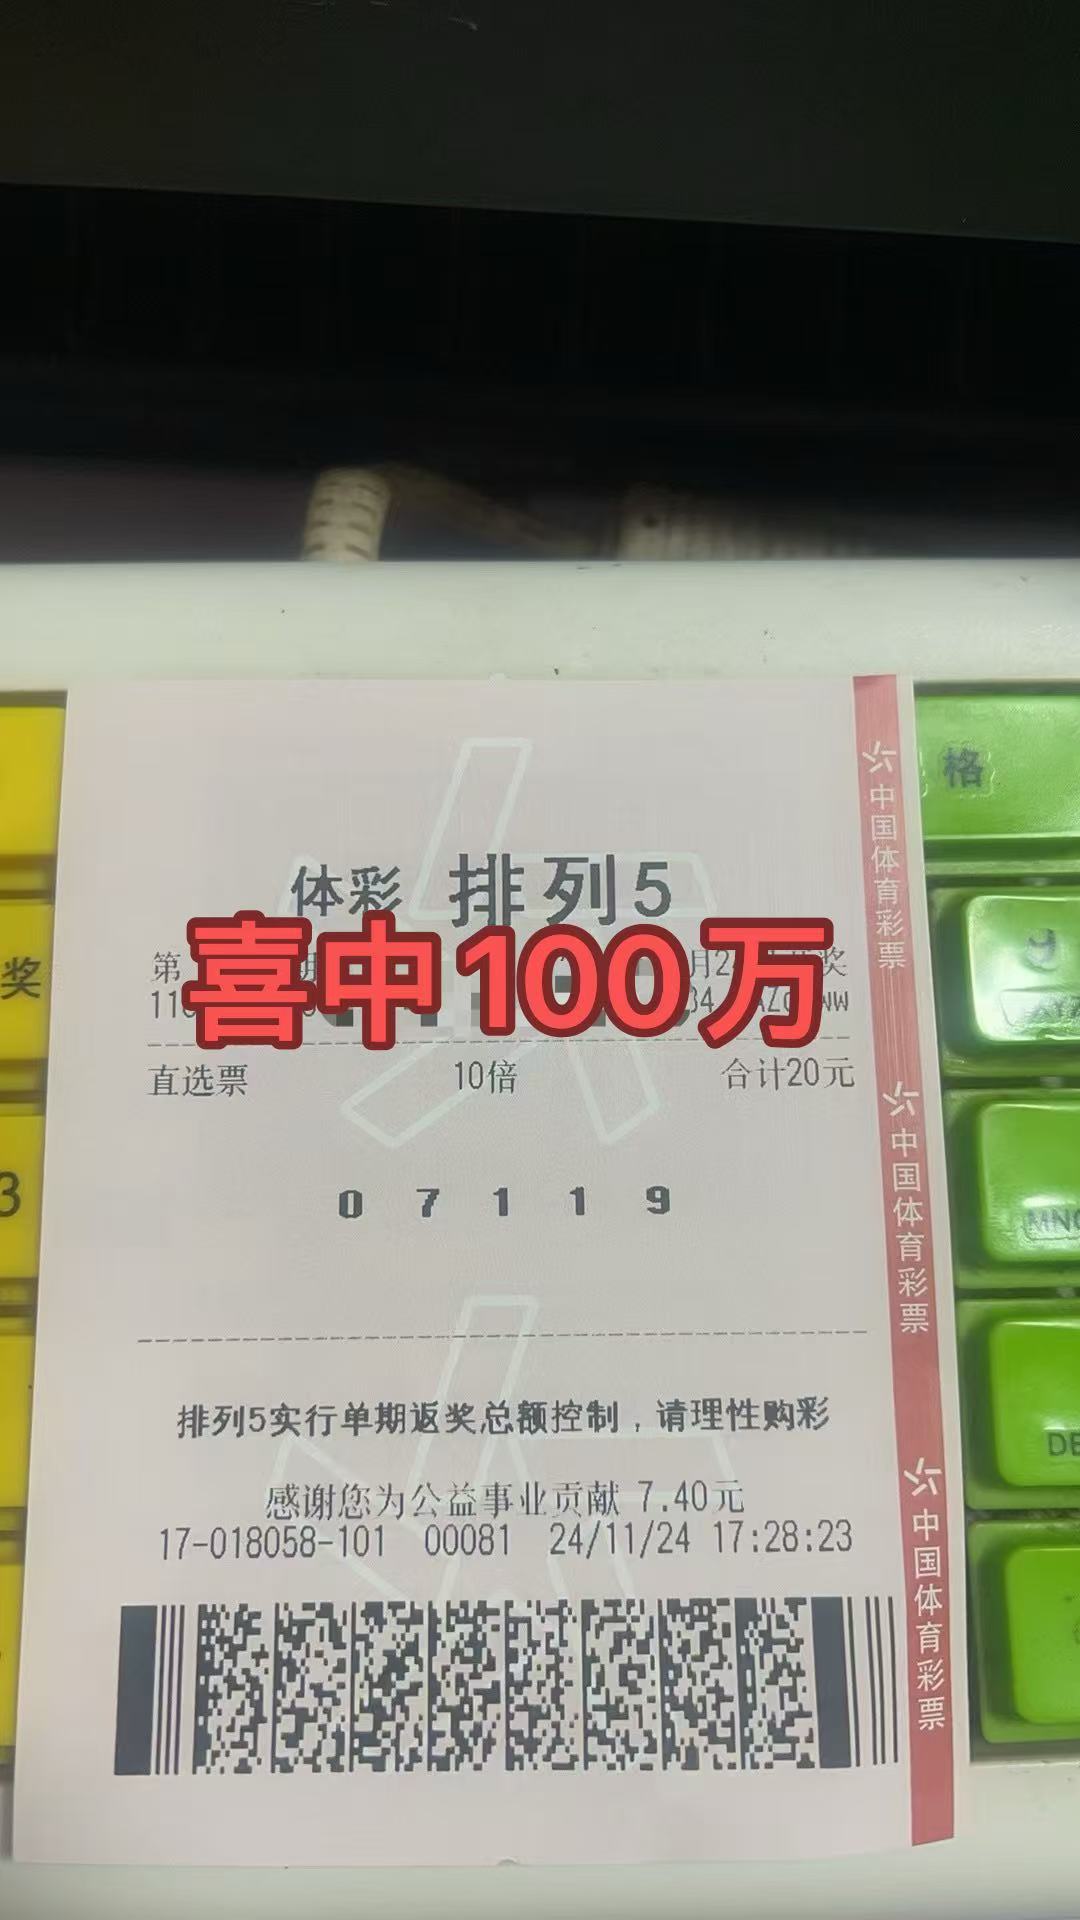 体彩 排列5
喜中100万
直选票 10倍 合计20元
0 7 1 1 9
排列5实行单期返奖总额控制，请理性购彩
感谢您为公益事业贡献 7.40元
17-018058-101 00081 24/11/24 17:28:23
中国体育彩票
中国体育彩票
中国体育彩票
奖
3
格